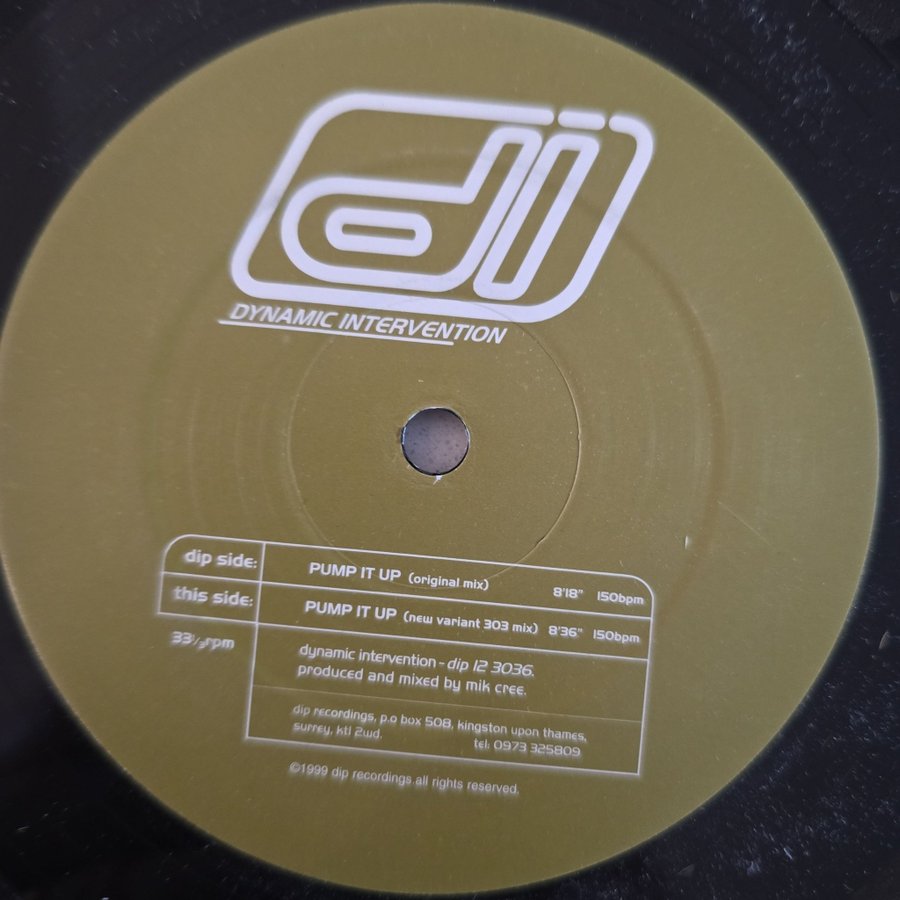 di
DYNAMIC INTERVENTION
dip side: PUMP IT UP (original mix) 8'18" 150bpm
this side: PUMP IT UP (new variant 303 mix) 8'36" 150bpm
33⅓rpm
dynamic intervention - dip 12 3036.
produced and mixed by mik cree.
dip recordings, p.o box 508, kingston upon thames,
surrey, kt1 2wd. tel: 0973 325809
©1999 dip recordings.all rights reserved.